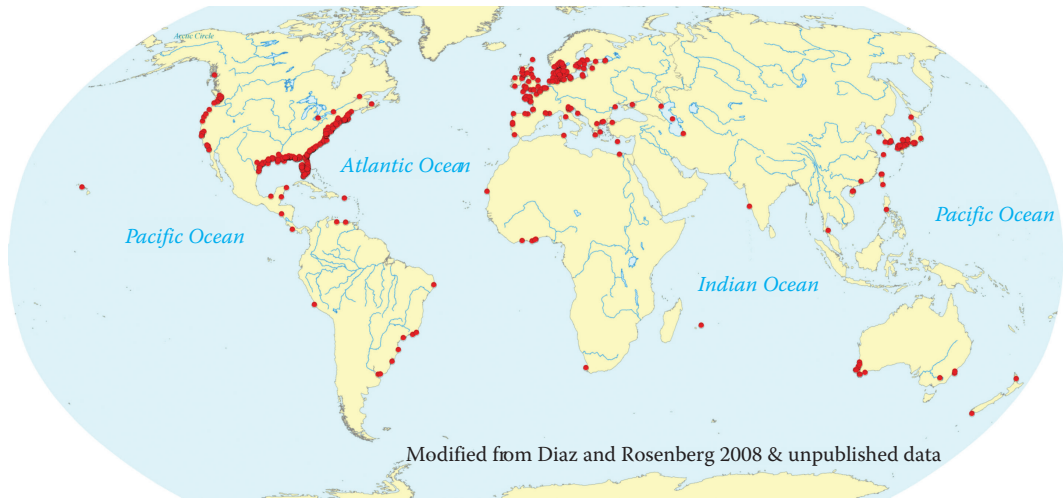 Arctic Circle
Atlantic Ocean
Pacific Ocean
Pacific Ocean
Indian Ocean
Modified from Diaz and Rosenberg 2008 & unpublished data